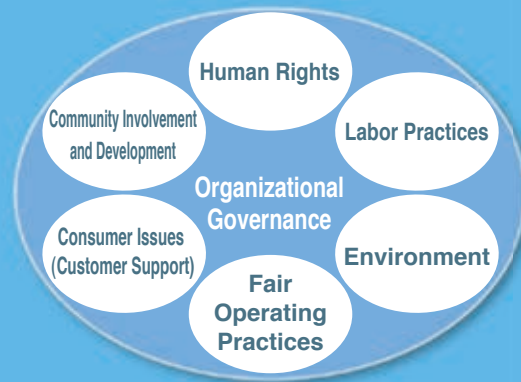 Human Rights
Community Involvement
and Development
Labor Practices
Organizational
Governance
Consumer Issues
(Customer Support)
Environment
Fair
Operating
Practices